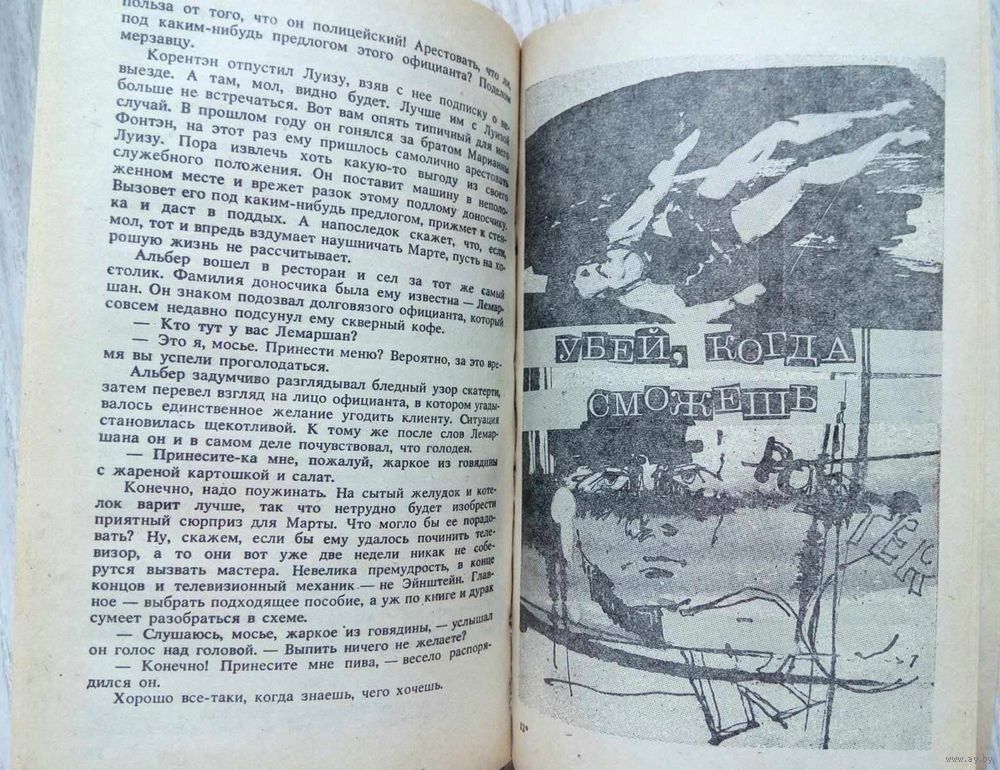 польза от того, что он полицейский! Арестовать, что ли,
под каким-нибудь предлогом этого официанта? Поделом
мерзавцу.
Корентэн отпустил Луизу, взяв с нее подписку о не-
выезде. А там, мол, видно будет. Лучше им с Луизой
больше не встречаться. Вот вам опять типичный для него
случай. В прошлом году он гонялся за братом Марианны
Фонтэн, на этот раз ему пришлось самолично арестовать
Луизу. Пора извлечь хоть какую-то выгоду из своего
служебного положения. Он поставит машину в неполо-
женном месте и врежет разок этому подлому доносчику.
Вызовет его под каким-нибудь предлогом, прижмет к стен-
ка и даст в поддых. А напоследок скажет, что, если,
мол, тот и впредь вздумает наушничать Марте, пусть на хо-
рошую жизнь не рассчитывает.
Альбер вошел в ресторан и сел за тот же самый
столик. Фамилия доносчика была ему известна — Лемар-
шан. Он знаком подозвал долговязого официанта, который
совсем недавно подсунул ему скверный кофе.
— Кто тут у вас Лемаршан?
— Это я, мосье. Принести меню? Вероятно, за это вре-
мя вы успели проголодаться.
Альбер задумчиво разглядывал бледный узор скатерти,
затем перевел взгляд на лицо официанта, в котором угады-
валось единственное желание угодить клиенту. Ситуация
становилась щекотливой. К тому же после слов Лемар-
шана он и в самом деле почувствовал, что голоден.
— Принесите-ка мне, пожалуй, жаркое из говядины
с жареной картошкой и салат.
Конечно, надо поужинать. На сытый желудок и коте-
лок варит лучше, так что нетрудно будет изобрести
приятный сюрприз для Марты. Что могло бы ее порадо-
вать? Ну, скажем, если бы ему удалось починить теле-
визор, а то они вот уже две недели никак не собе-
рутся вызвать мастера. Невелика премудрость, в конце
концов и телевизионный механик — не Эйнштейн. Глав-
ное — выбрать подходящее пособие, а уж по книге и дурак
сумеет разобраться в схеме.
— Слушаюсь, мосье, жаркое из говядины, — услышал
он голос над головой. — Выпить ничего не желаете?
— Конечно! Принесите мне пива, — весело распоря-
дился он.
Хорошо все-таки, когда знаешь, чего хочешь.
УБЕЙ, КОГДА
СМОЖЕШЬ
12*
www.ay.by